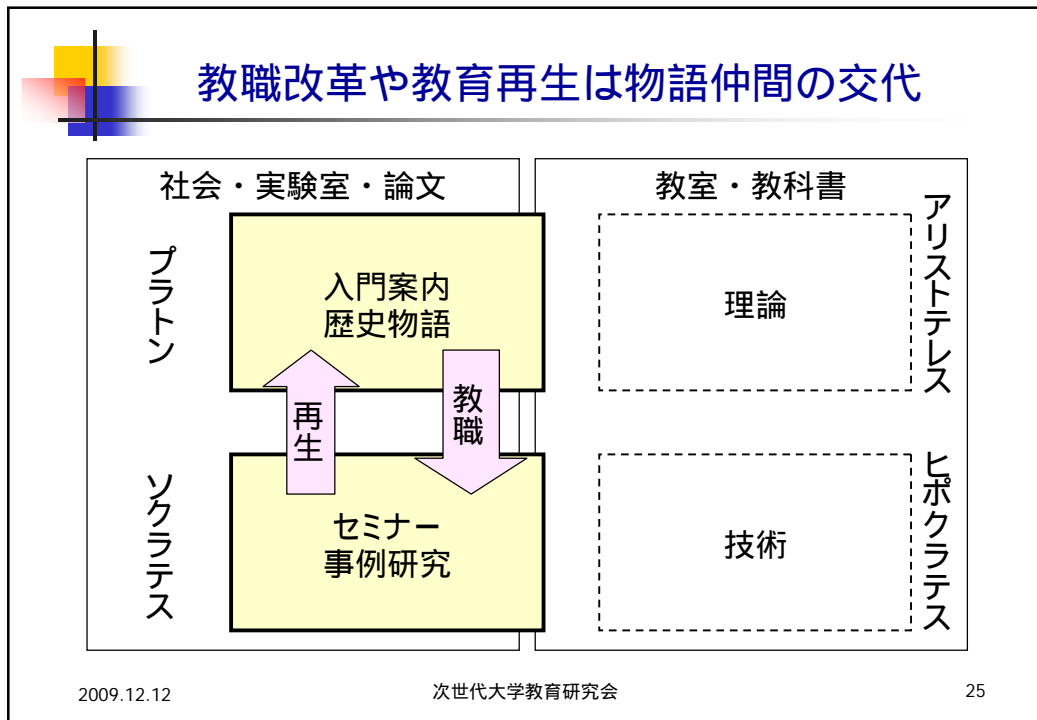 教職改革や教育再生は物語仲間の交代
社会・実験室・論文
教室・教科書
プラトン
入門案内
歴史物語
理論
アリストテレス
再生
教職
ソクラテス
セミナー
事例研究
技術
ヒポクラテス
2009.12.12
次世代大学教育研究会
25